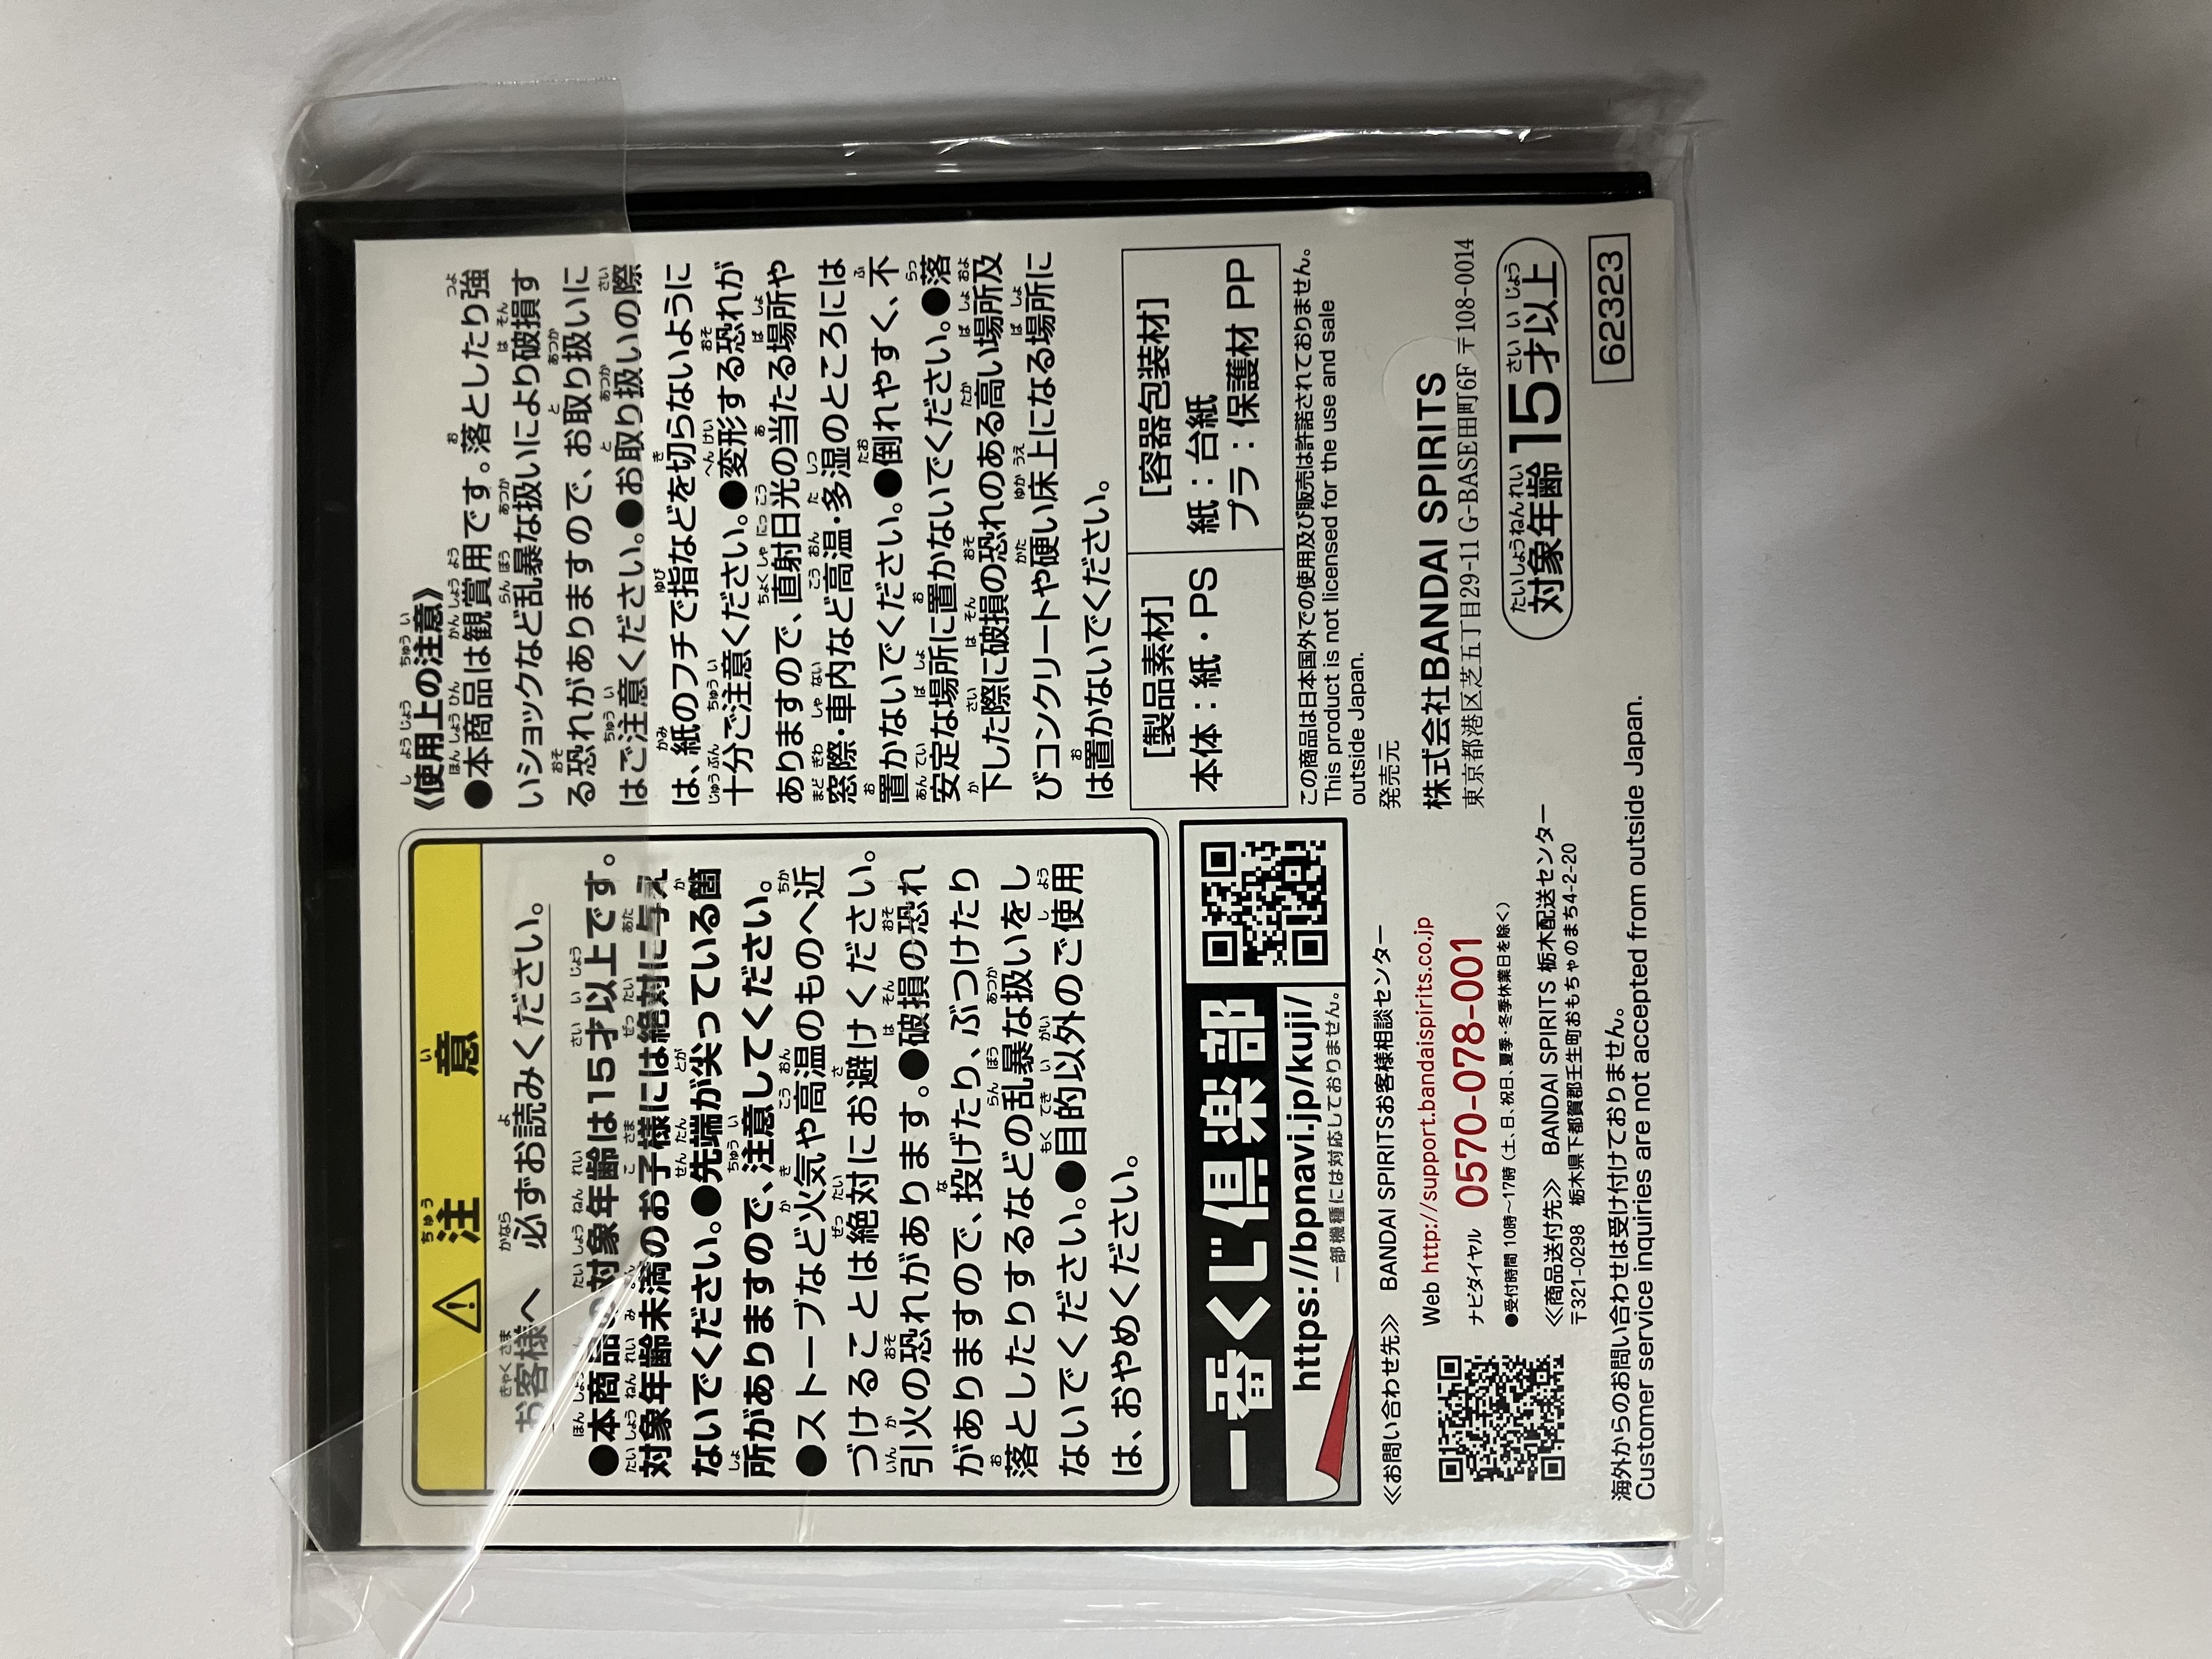 ⚠ 注意
お客様へ 必ずお読みください。
●本商品の対象年齢は15才以上です。
対象年齢未満のお子様には絶対に与え
ないでください。●先端が尖っている箇
所がありますので、注意してください。
●ストーブなど火気や高温のものへ近
づけることは絶対にお避けください。
引火の恐れがあります。●破損の恐れ
がありますので、投げたり、ぶつけたり
落としたりするなどの乱暴な扱いをし
ないでください。●目的以外のご使用
は、おやめください。
一番くじ倶楽部
https://bpnavi.jp/kuji/
一部機種には対応しておりません。
≪お問い合わせ先≫ BANDAI SPIRITSお客様相談センター
Web http://support.bandaispirits.co.jp
ナビダイヤル 0570-078-001
●受付時間 10時～17時(土、日、祝日、夏季・冬季休業日を除く)
≪商品送付先≫ BANDAI SPIRITS 栃木配送センター
〒321-0298 栃木県下都賀郡壬生町おもちゃのまち4-2-20
海外からのお問い合わせは受け付けておりません。
Customer service inquiries are not accepted from outside Japan.
《使用上の注意》
●本商品は観賞用です。落としたり強
いショックなど乱暴な扱いにより破損す
る恐れがありますので、お取り扱いに
はご注意ください。●お取り扱いの際
は、紙のフチで指などを切らないように
十分ご注意ください。●変形する恐れが
ありますので、直射日光の当たる場所や
窓際・車内など高温・多湿のところには
置かないでください。●倒れやすく、不
安定な場所に置かないでください。●落
下した際に破損の恐れのある高い場所及
びコンクリートや硬い床上になる場所に
は置かないでください。
[製品素材]
本体：紙・PS
[容器包装材]
紙：台紙
プラ：保護材 PP
この商品は日本国外での使用及び販売は許諾されておりません。
This product is not licensed for the use and sale
outside Japan.
発売元
株式会社BANDAI SPIRITS
東京都港区芝五丁目29-11 G-BASE田町6F 〒108-0014
対象年齢15才以上
62323